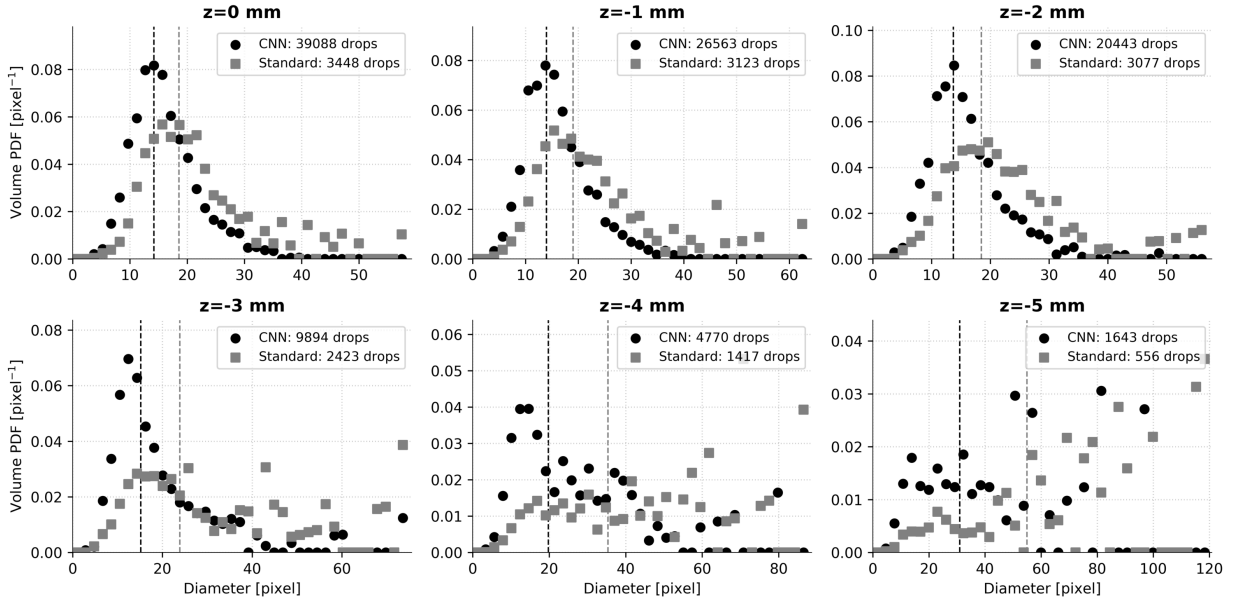 z=0 mm
z=-1 mm
z=-2 mm
Volume PDF [pixel⁻¹]
0.08
0.06
0.04
0.02
0.00
CNN: 39088 drops
Standard: 3448 drops
0 10 20 30 40 50
0.08
0.06
0.04
0.02
0.00
CNN: 26563 drops
Standard: 3123 drops
0 10 20 30 40 50 60
0.10
0.08
0.06
0.04
0.02
0.00
CNN: 20443 drops
Standard: 3077 drops
0 10 20 30 40 50
z=-3 mm
z=-4 mm
z=-5 mm
Volume PDF [pixel⁻¹]
0.08
0.06
0.04
0.02
0.00
CNN: 9894 drops
Standard: 2423 drops
0 20 40 60
Diameter [pixel]
0.06
0.05
0.04
0.03
0.02
0.01
0.00
CNN: 4770 drops
Standard: 1417 drops
0 20 40 60 80
Diameter [pixel]
0.04
0.03
0.02
0.01
0.00
CNN: 1643 drops
Standard: 556 drops
0 20 40 60 80 100 120
Diameter [pixel]